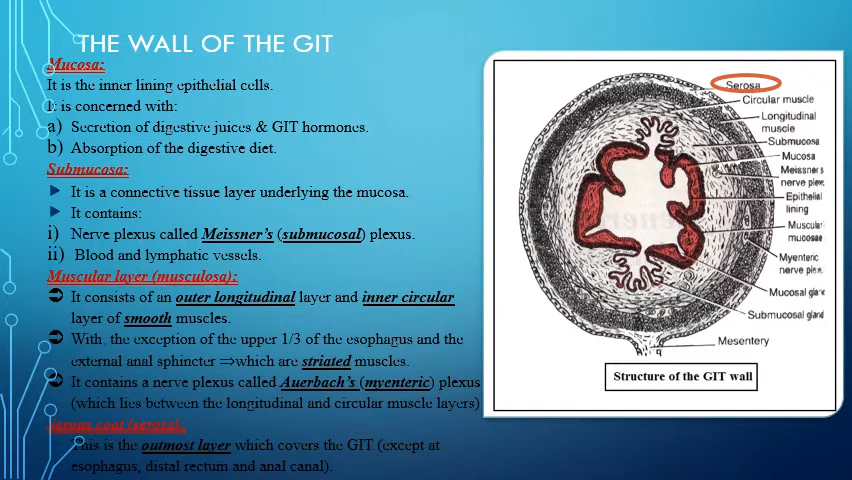 THE WALL OF THE GIT
Mucosa:
It is the inner lining epithelial cells.
It is concerned with:
a) Secretion of digestive juices & GIT hormones.
b) Absorption of the digestive diet.
Submucosa:
It is a connective tissue layer underlying the mucosa.
It contains:
i) Nerve plexus called Meissner's (submucosal) plexus.
ii) Blood and lymphatic vessels.
Muscular layer (musculosa):
It consists of an outer longitudinal layer and inner circular
layer of smooth muscles.
With, the exception of the upper 1/3 of the esophagus and the
external anal sphincter ⇒which are striated muscles.
It contains a nerve plexus called Auerbach's (myenteric) plexus
(which lies between the longitudinal and circular muscle layers)
Serous coat (serosa):
This is the outmost layer which covers the GIT (except at
esophagus, distal rectum and anal canal).
Serosa
Circular muscle
Longitudinal
muscle
Submucosa
Mucosa
Meissner s
nerve plex
Epithelial
lining
Muscular
mucosae
Myenteric
nerve plex
Mucosal gland
Submucosal gland
Mesentery
Structure of the GIT wall